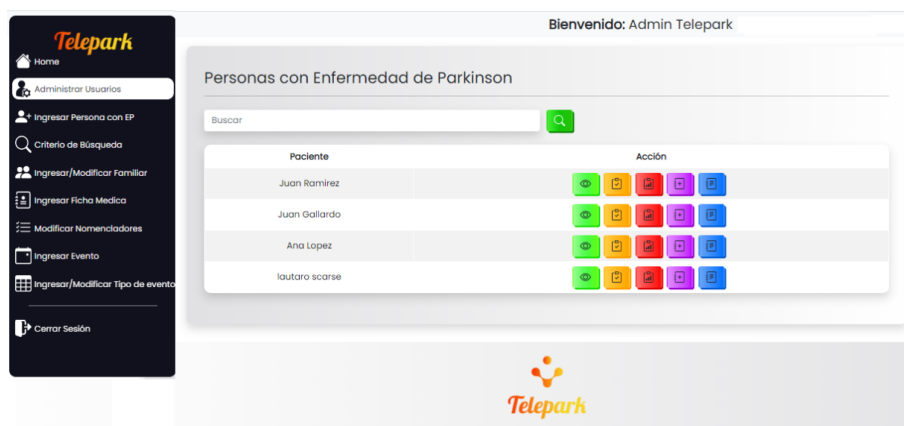 Bienvenido: Admin Telepark
Telepark
Home
Administrar Usuarios
Ingresar Persona con EP
Criterio de Búsqueda
Ingresar/Modificar Familiar
Ingresar Ficha Medica
Modificar Nomencladores
Ingresar Evento
Ingresar/Modificar Tipo de evento
Cerrar Sesión
Personas con Enfermedad de Parkinson
Buscar
Paciente Acción
Juan Ramirez
Juan Gallardo
Ana Lopez
lautaro scarse
Telepark